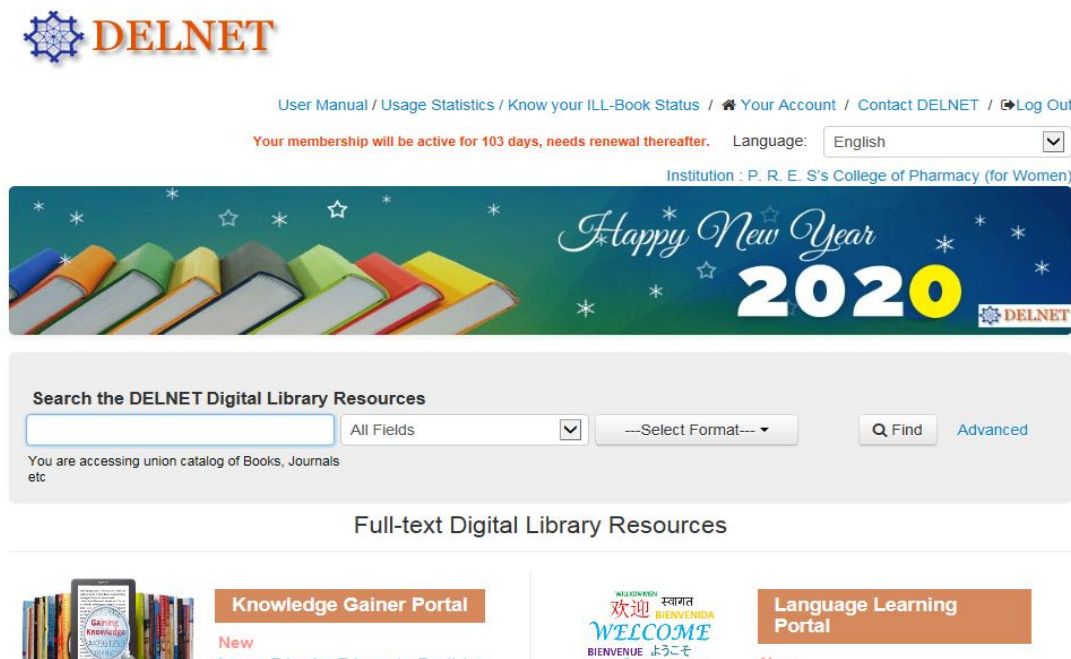 DELNET
User Manual / Usage Statistics / Know your ILL-Book Status / Your Account / Contact DELNET / Log Out
Your membership will be active for 103 days, needs renewal thereafter. Language: English
Institution : P. R. E. S's College of Pharmacy (for Women)
Happy New Year
2020
DELNET
Search the DELNET Digital Library Resources
All Fields ---Select Format--- Find Advanced
You are accessing union catalog of Books, Journals
etc
Full-text Digital Library Resources
Gaining
Knowledge
Knowledge Gainer Portal
New
WILLKOMMEN
欢迎 स्वागत
BIENVENIDA
WELCOME
BIENVENUE ようこそ
Language Learning
Portal